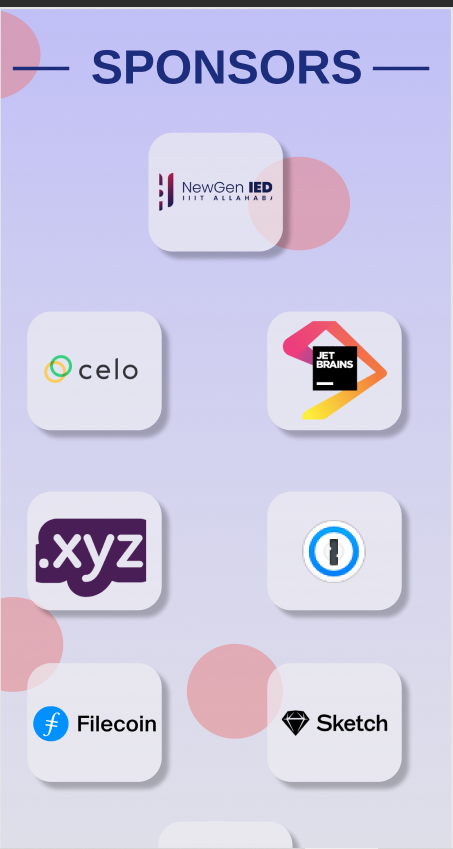 SPONSORS
NewGen IED
IIIT ALLAHABA
celo
JET
BRAINS
.xyz
Filecoin
Sketch